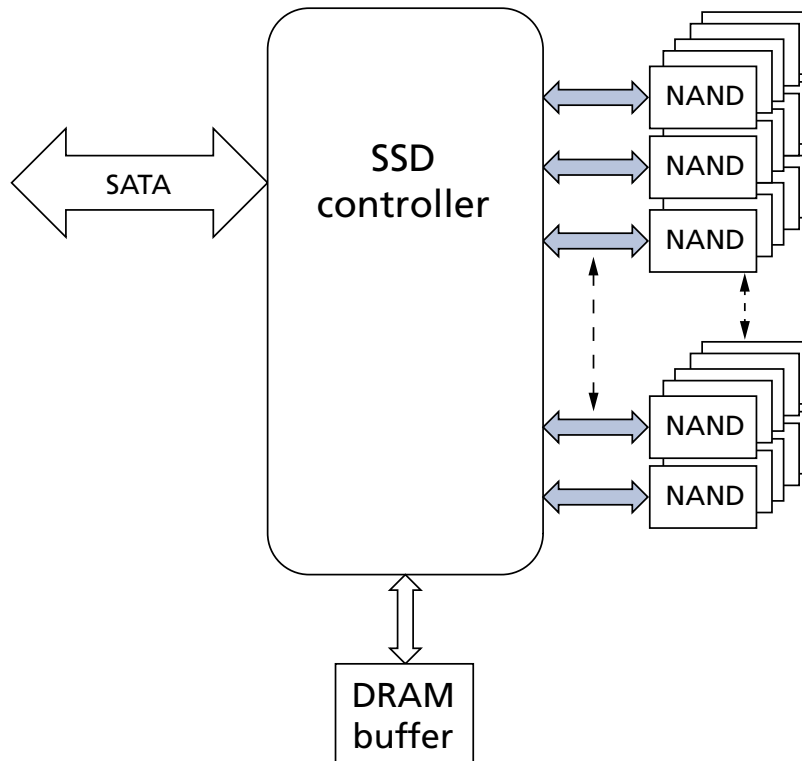 SATA
SSD
controller
NAND
NAND
NAND
NAND
NAND
DRAM
buffer